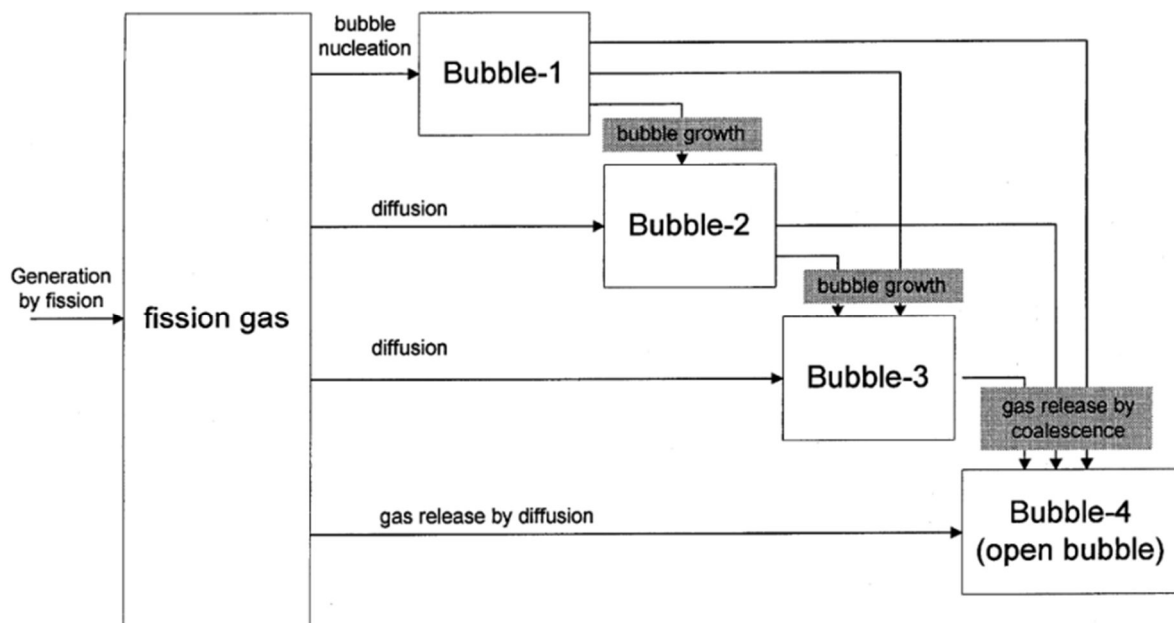 bubble
nucleation
Bubble-1
bubble growth
diffusion
Bubble-2
Generation
by fission
bubble growth
fission gas
diffusion
Bubble-3
gas release by
coalescence
gas release by diffusion
Bubble-4
(open bubble)